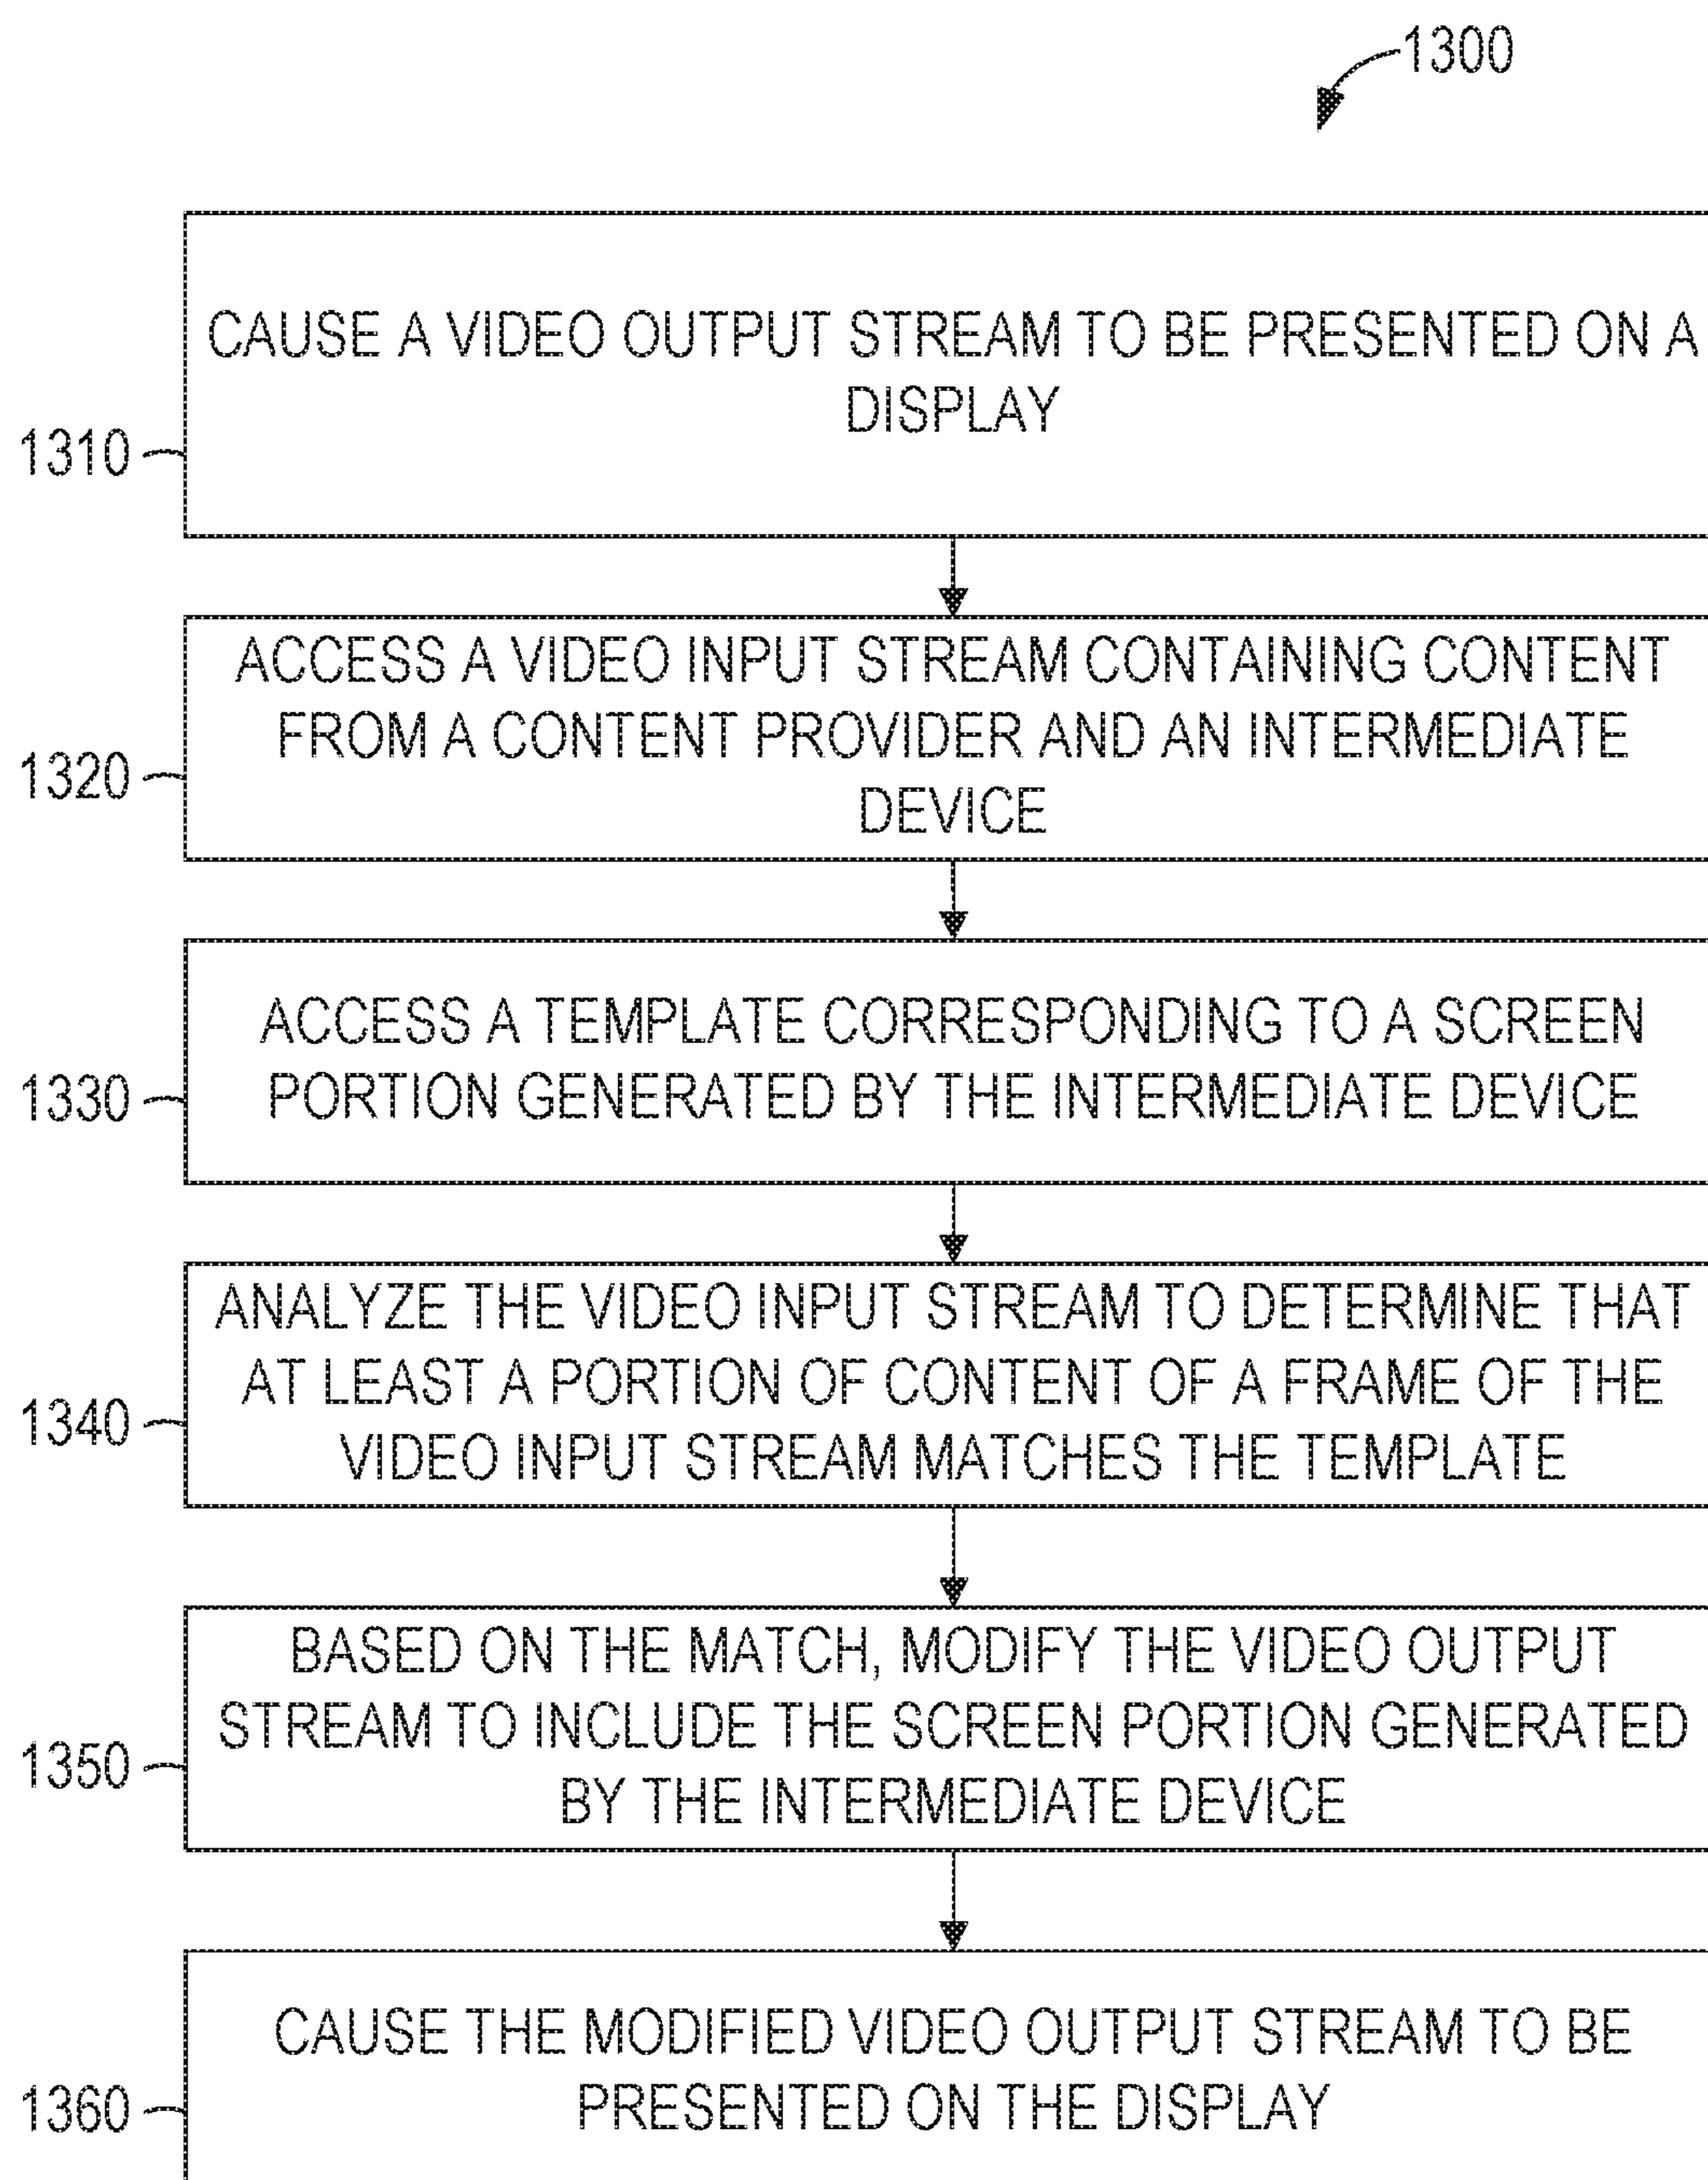 1300
CAUSE A VIDEO OUTPUT STREAM TO BE PRESENTED ON A
DISPLAY
1310
ACCESS A VIDEO INPUT STREAM CONTAINING CONTENT
FROM A CONTENT PROVIDER AND AN INTERMEDIATE
DEVICE
1320
ACCESS A TEMPLATE CORRESPONDING TO A SCREEN
PORTION GENERATED BY THE INTERMEDIATE DEVICE
1330
ANALYZE THE VIDEO INPUT STREAM TO DETERMINE THAT
AT LEAST A PORTION OF CONTENT OF A FRAME OF THE
VIDEO INPUT STREAM MATCHES THE TEMPLATE
1340
BASED ON THE MATCH, MODIFY THE VIDEO OUTPUT
STREAM TO INCLUDE THE SCREEN PORTION GENERATED
BY THE INTERMEDIATE DEVICE
1350
CAUSE THE MODIFIED VIDEO OUTPUT STREAM TO BE
PRESENTED ON THE DISPLAY
1360